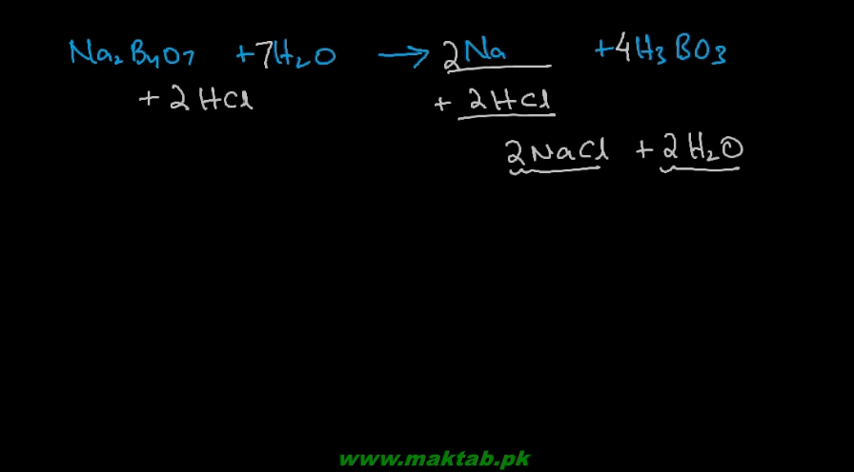 Na₂B₄O₇ + 7H₂O → 2Na + 4H₃BO₃
+ 2HCl + 2HCl
2NaCl + 2H₂O
www.maktab.pk